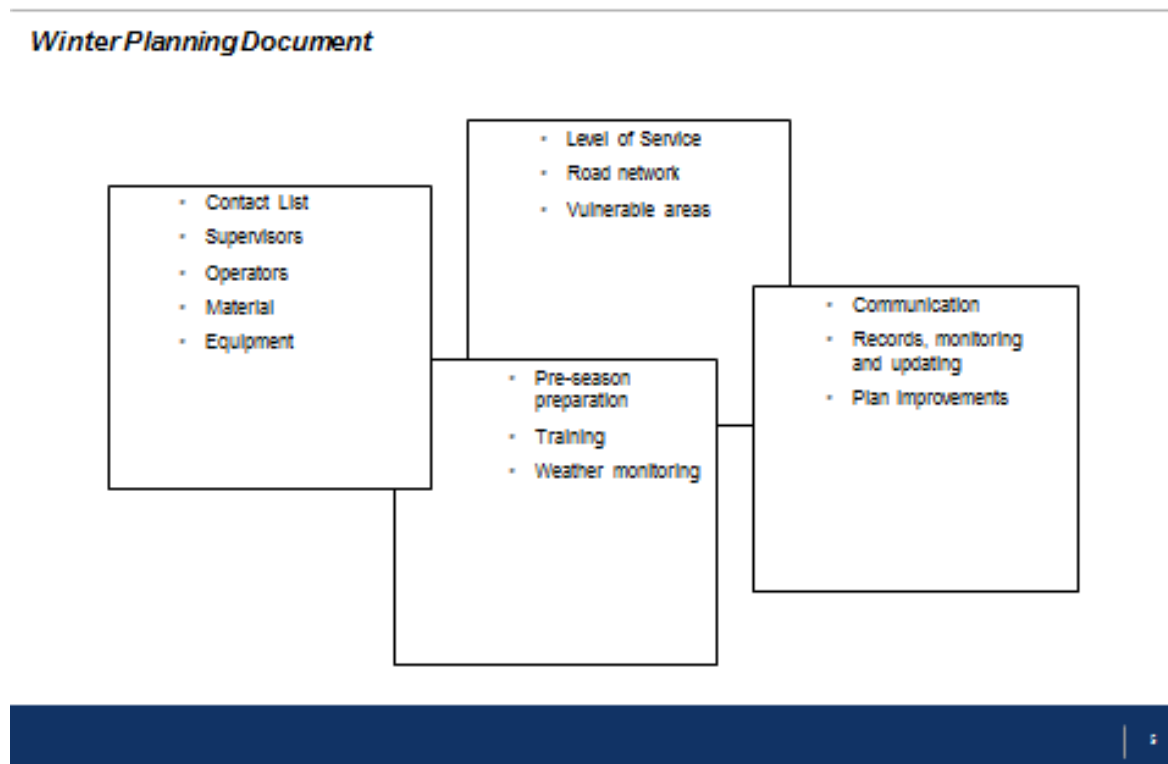 Winter Planning Document
▪ Contact List
▪ Supervisors
▪ Operators
▪ Material
▪ Equipment
▪ Level of Service
▪ Road network
▪ Vulnerable areas
▪ Pre-season
preparation
▪ Training
▪ Weather monitoring
▪ Communication
▪ Records, monitoring
and updating
▪ Plan Improvements